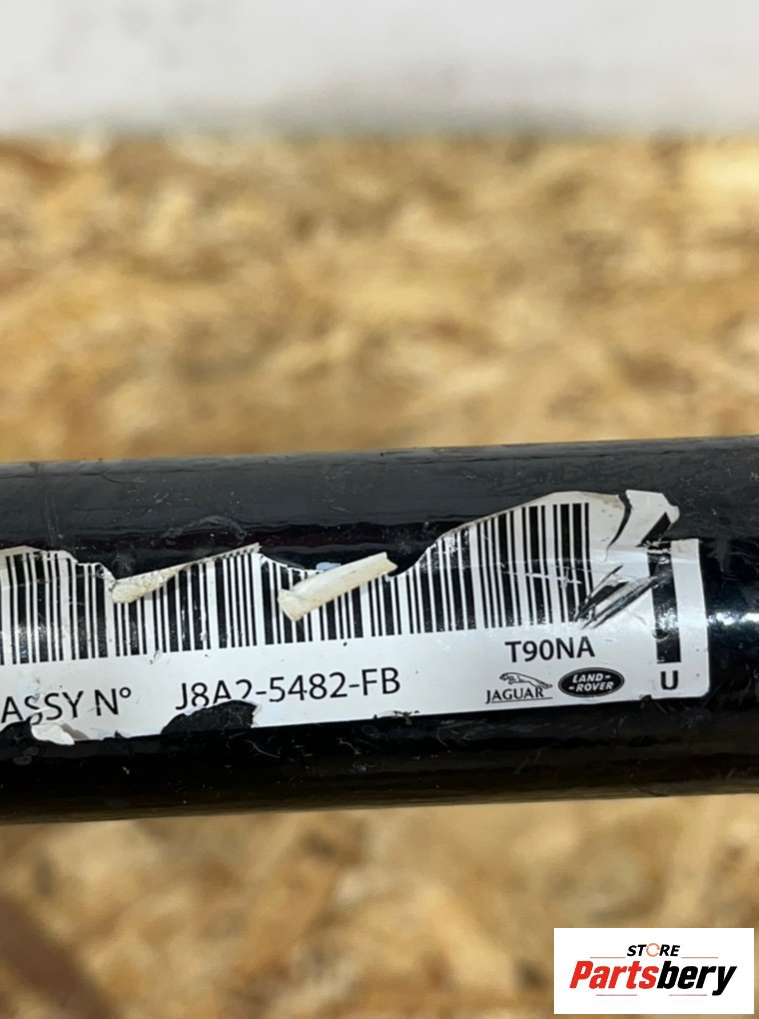 T90NA
ASSY N° J8A2-5482-FB
JAGUAR
LAND-
ROVER
U
STORE
Partsbery